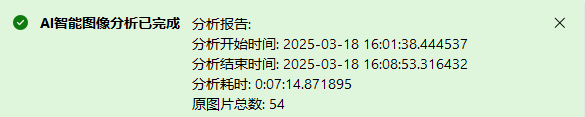 AI智能图像分析已完成 分析报告:
分析开始时间: 2025-03-18 16:01:38.444537
分析结束时间: 2025-03-18 16:08:53.316432
分析耗时: 0:07:14.871895
原图片总数: 54